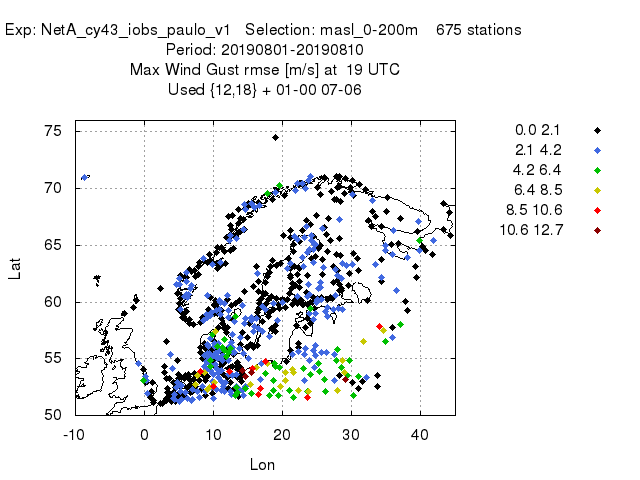 Exp: NetA_cy43_iobs_paulo_v1   Selection: masl_0-200m    675 stations
Period: 20190801-20190810
Max Wind Gust rmse [m/s] at  19 UTC
Used {12,18} + 01-00 07-06
75
70
65
60
55
50
Lat
-10 0 10 20 30 40
Lon
0.0 2.1
2.1 4.2
4.2 6.4
6.4 8.5
8.5 10.6
10.6 12.7